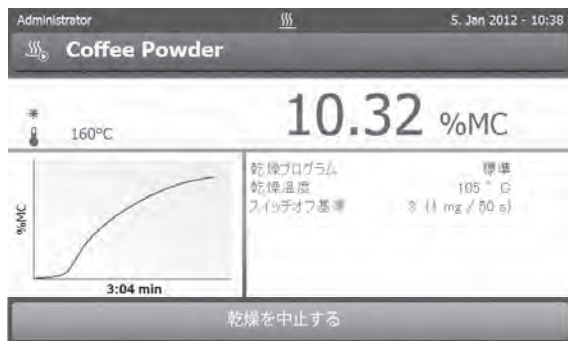 Administrator 5. Jan 2012 - 10:38
Coffee Powder
10.32 %MC
160°C
乾燥プログラム 標準
乾燥温度 105 ° C
スイッチオフ基準 3 (1 mg / 50 s)
%MC
3:04 min
乾燥を中止する